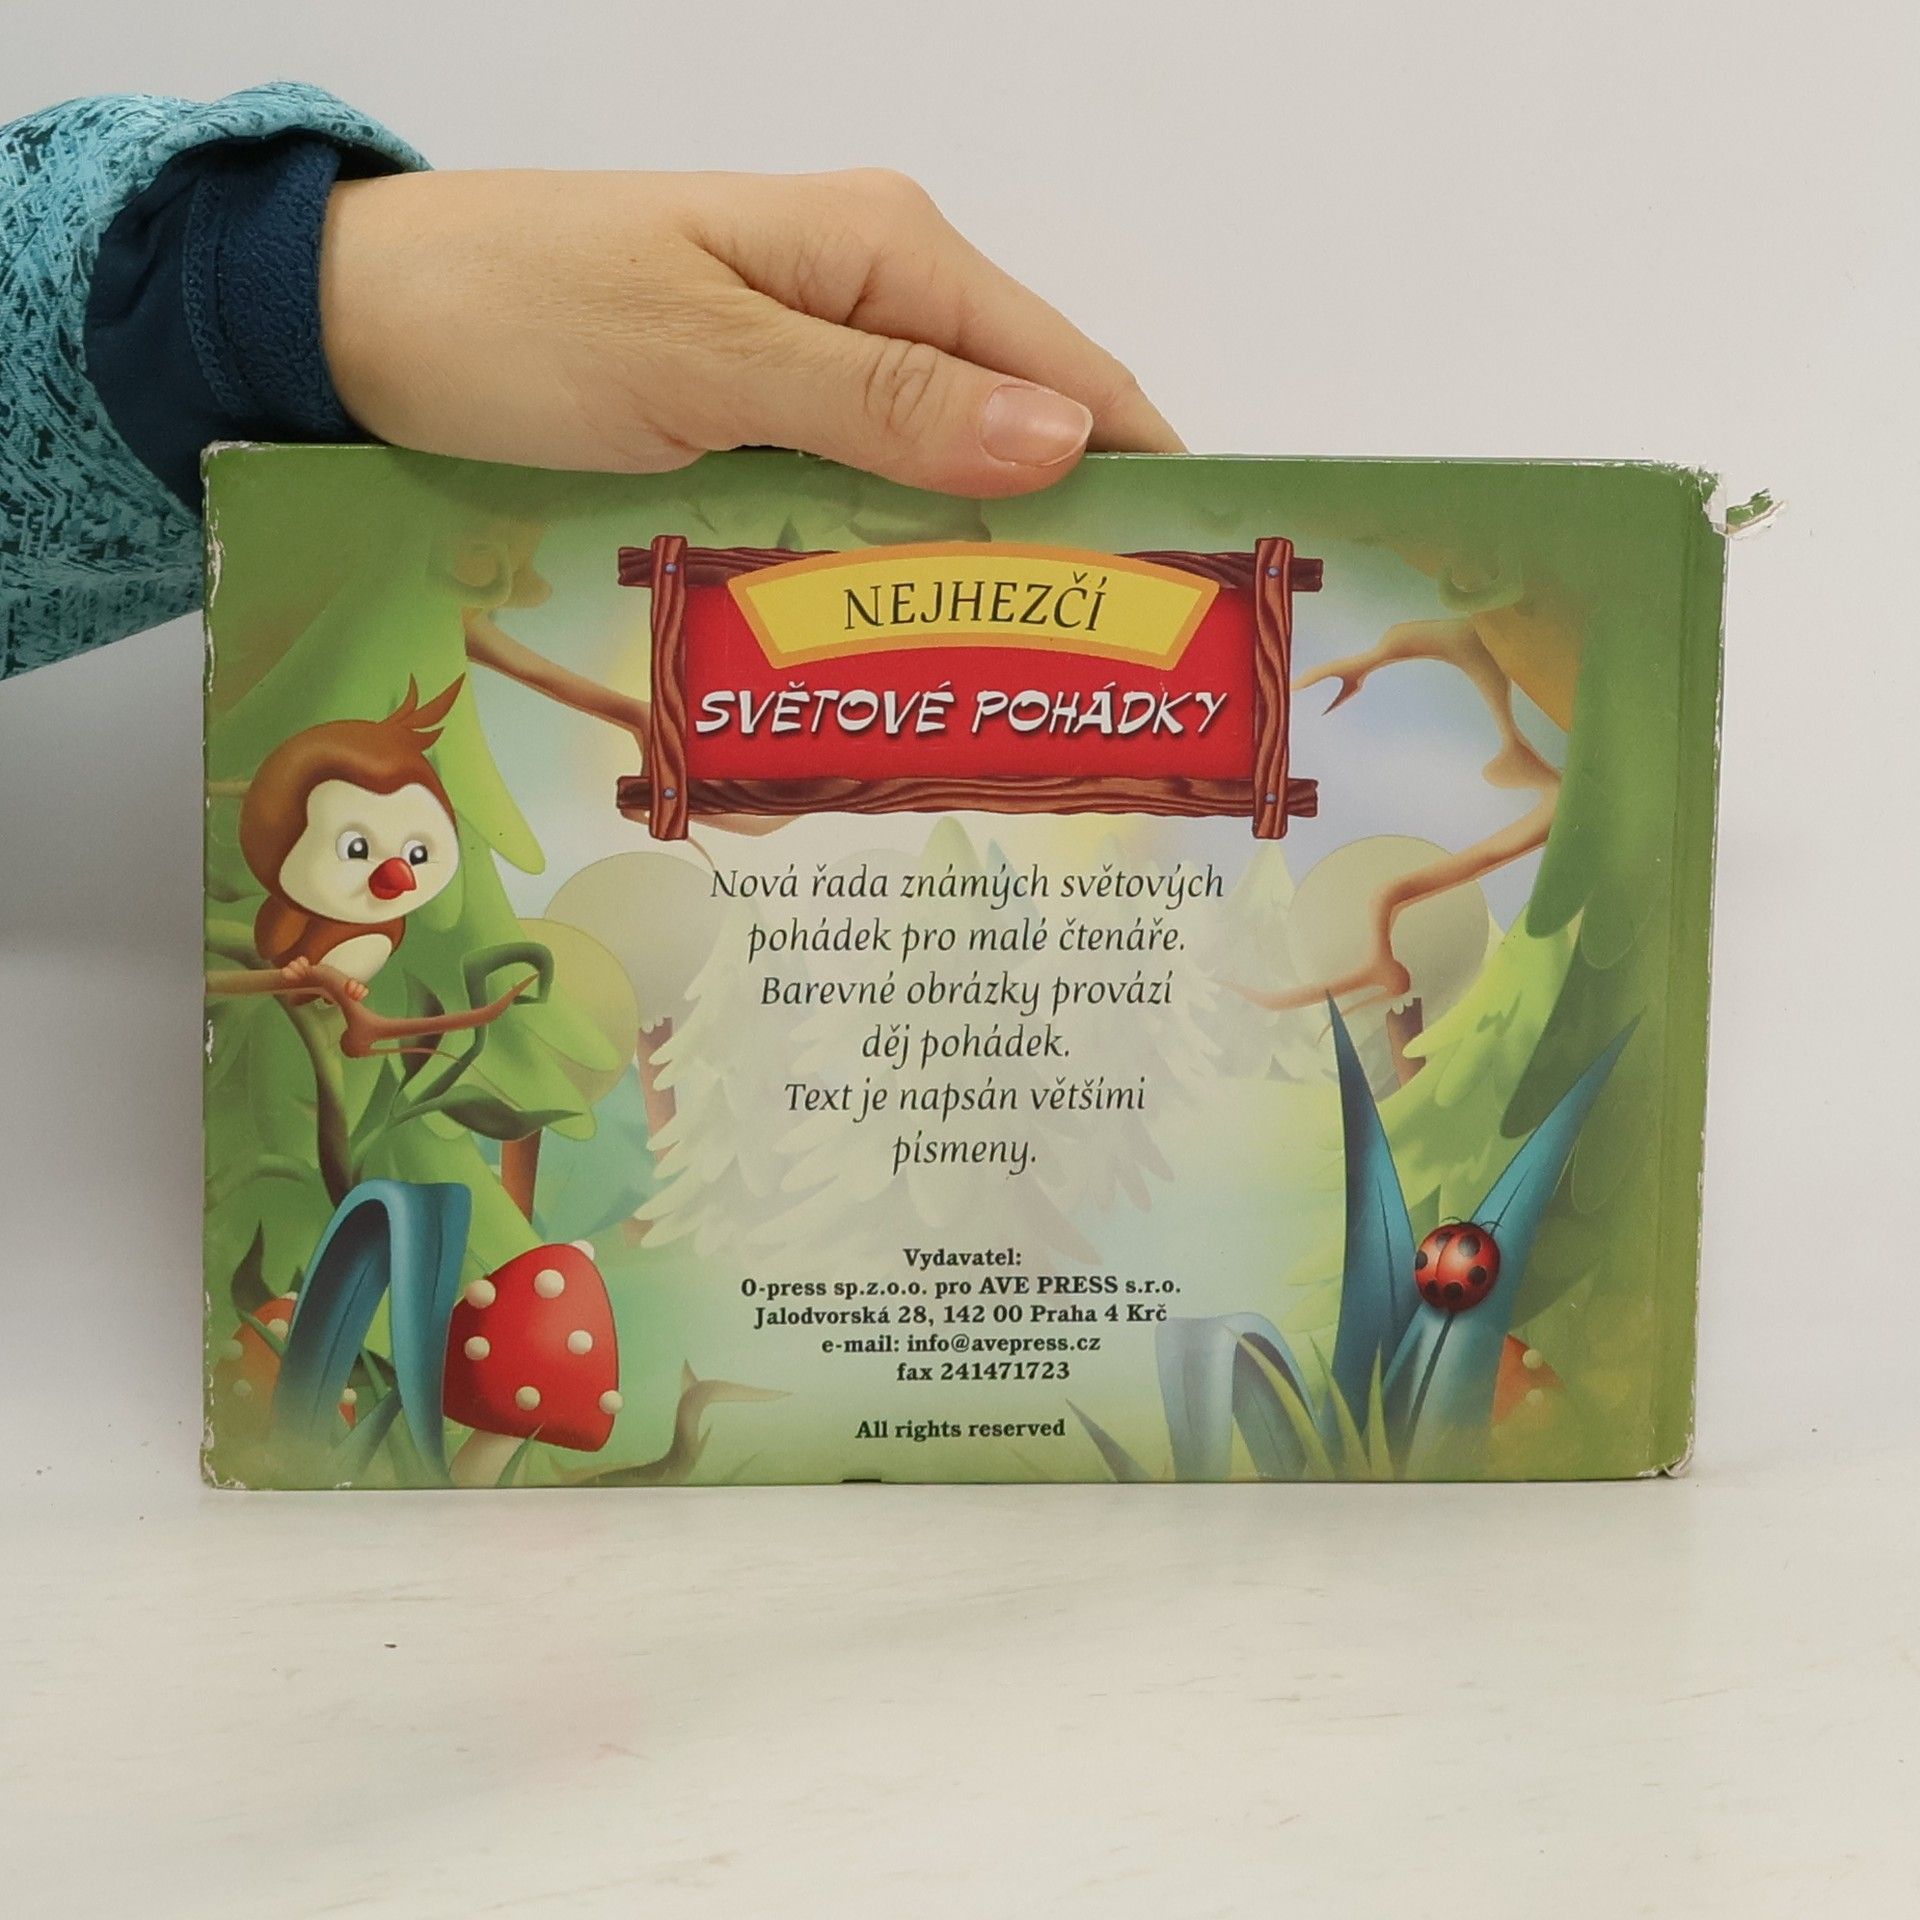 NEJHEZČÍ
SVĚTOVÉ POHÁDKY
Nová řada známých světových
pohádek pro malé čtenáře.
Barevné obrázky provází
děj pohádek.
Text je napsán většími
písmeny.
Vydavatel:
O-press sp.z.o.o. pro AVE PRESS s.r.o.
Jalodvorská 28, 142 00 Praha 4 Krč
e-mail: info@avepress.cz
fax 241471723
All rights reserved